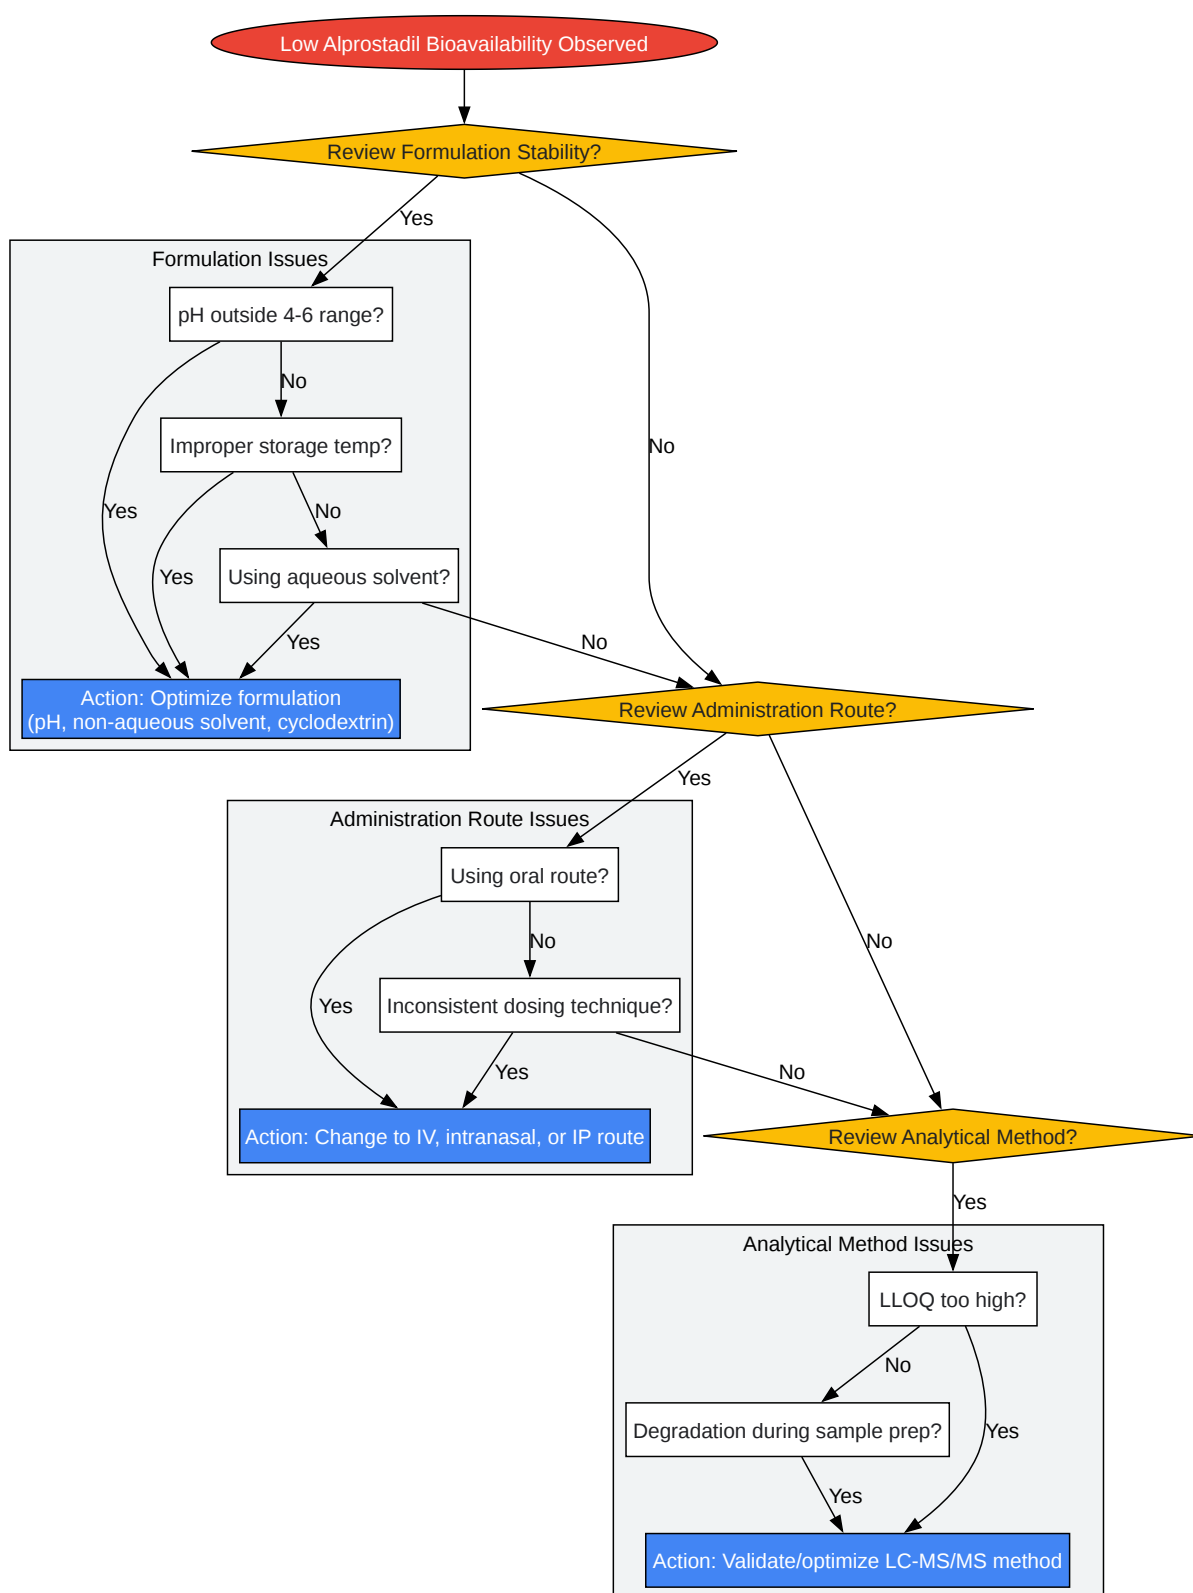 Low Alprostadil Bioavailability Observed
Review Formulation Stability?
Yes
Formulation Issues
pH outside 4-6 range?
No
Improper storage temp?
No
Yes
No
Yes
Using aqueous solvent?
Yes
No
Action: Optimize formulation
(pH, non-aqueous solvent, cyclodextrin)
Review Administration Route?
Yes
Administration Route Issues
Using oral route?
No
No
Yes
Inconsistent dosing technique?
Yes
No
Action: Change to IV, intranasal, or IP route
Review Analytical Method?
Yes
Analytical Method Issues
LLOQ too high?
No
Yes
Degradation during sample prep?
Yes
Action: Validate/optimize LC-MS/MS method